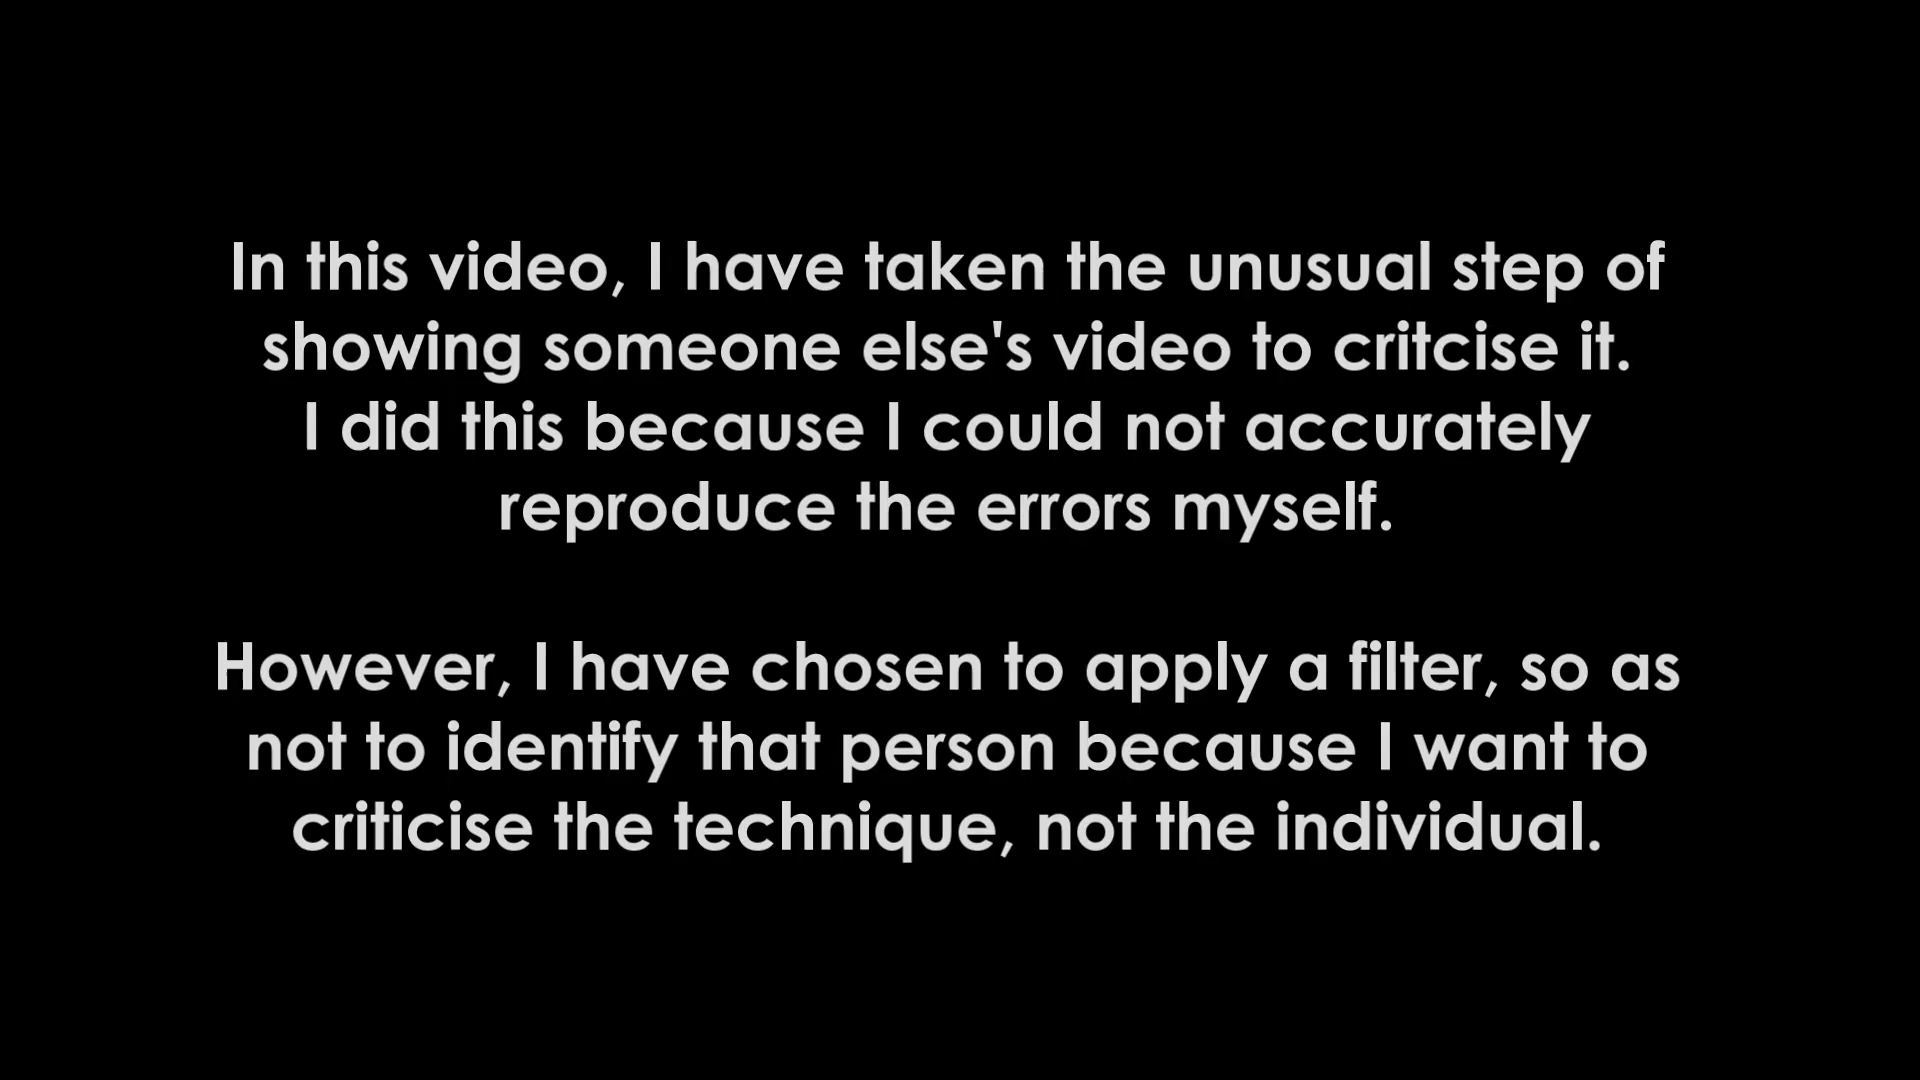 In this video, I have taken the unusual step of
showing someone else's video to critcise it.
I did this because I could not accurately
reproduce the errors myself.
However, I have chosen to apply a filter, so as
not to identify that person because I want to
criticise the technique, not the individual.